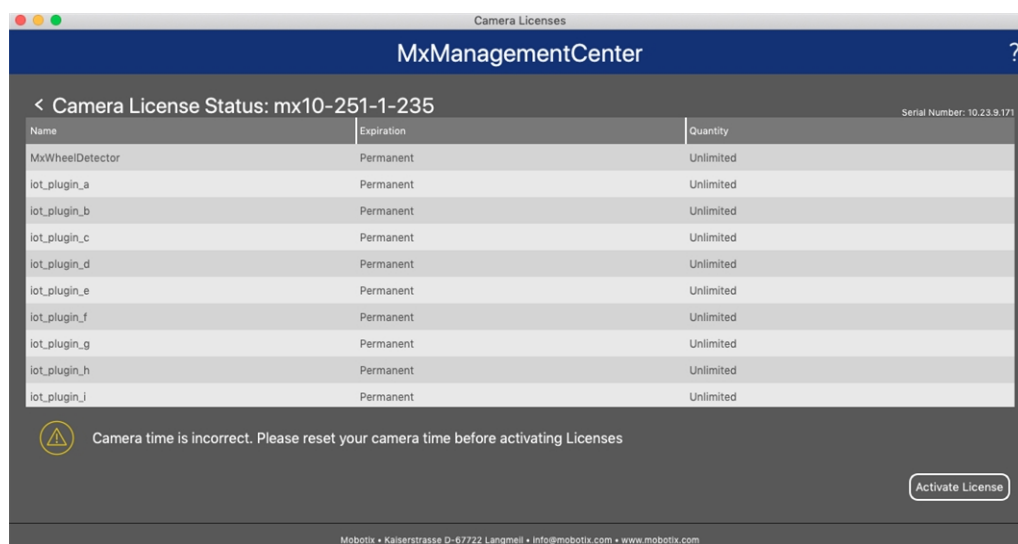 Camera Licenses
MxManagementCenter
?
< Camera License Status: mx10-251-1-235
Serial Number: 10.23.9.171
Name Expiration Quantity
MxWheelDetector Permanent Unlimited
iot_plugin_a Permanent Unlimited
iot_plugin_b Permanent Unlimited
iot_plugin_c Permanent Unlimited
iot_plugin_d Permanent Unlimited
iot_plugin_e Permanent Unlimited
iot_plugin_f Permanent Unlimited
iot_plugin_g Permanent Unlimited
iot_plugin_h Permanent Unlimited
iot_plugin_i Permanent Unlimited
Camera time is incorrect. Please reset your camera time before activating Licenses
Activate License
Mobotix • Kaiserstrasse D-67722 Langmeil • info@mobotix.com • www.mobotix.com